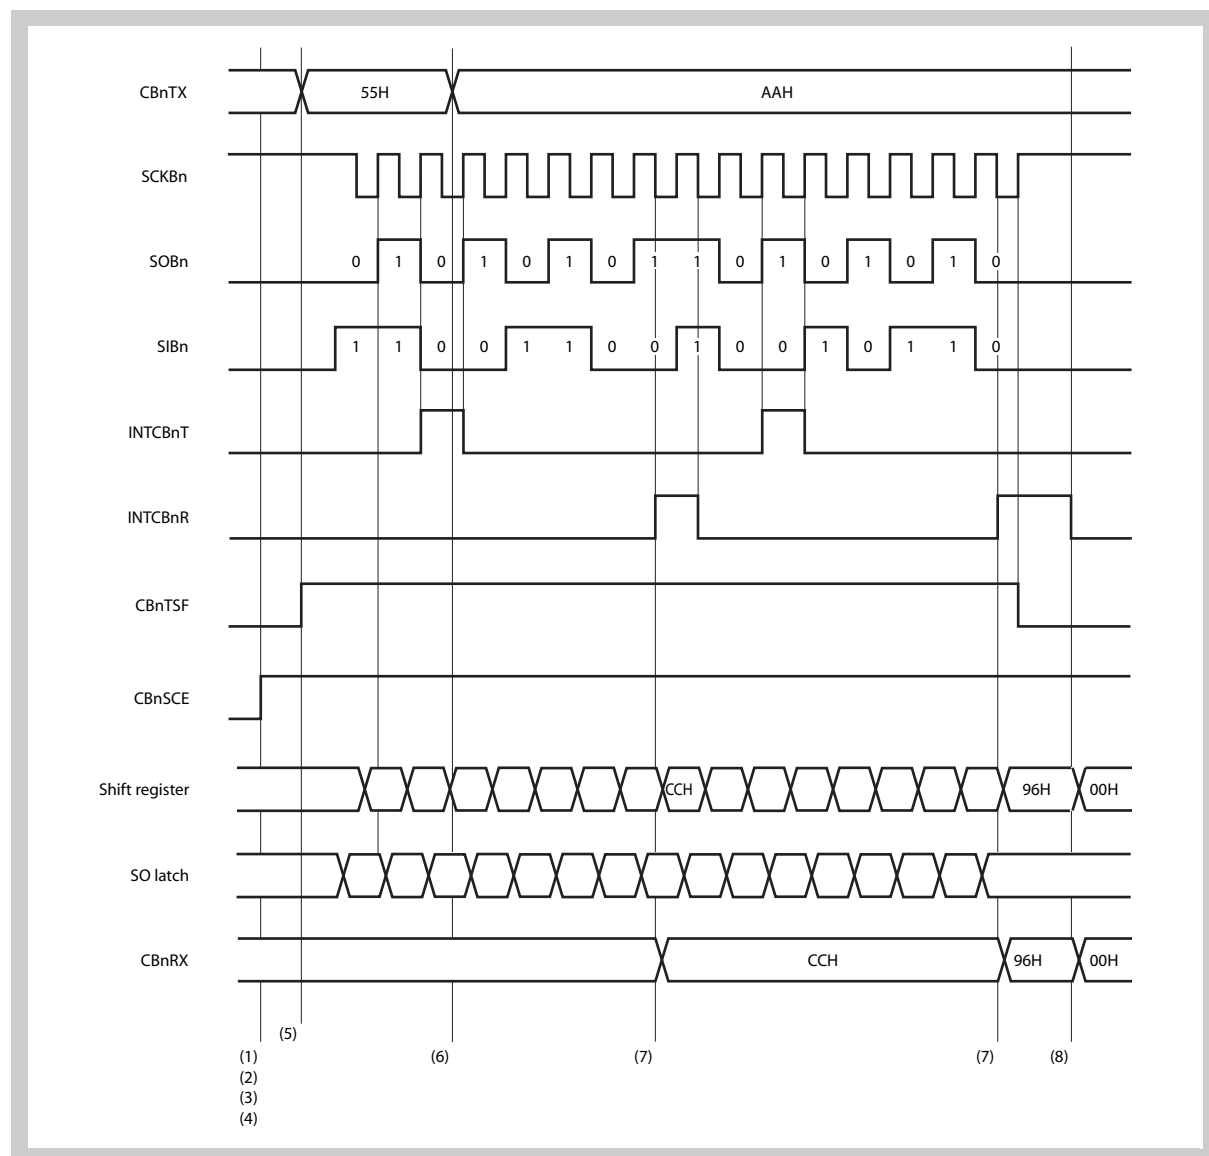 CBnTX 55H AAH
SCKBn
SOBn 0 1 0 1 0 1 0 1 1 0 1 0 1 0 1 0
SIBn 1 1 0 0 1 1 0 0 1 0 0 1 0 1 1 0
INTCBnT
INTCBnR
CBnTSF
CBnSCE
Shift register CCH 96H 00H
SO latch
CBnRX CCH 96H 00H
(5)
(1) (6) (7) (7) (8)
(2)
(3)
(4)